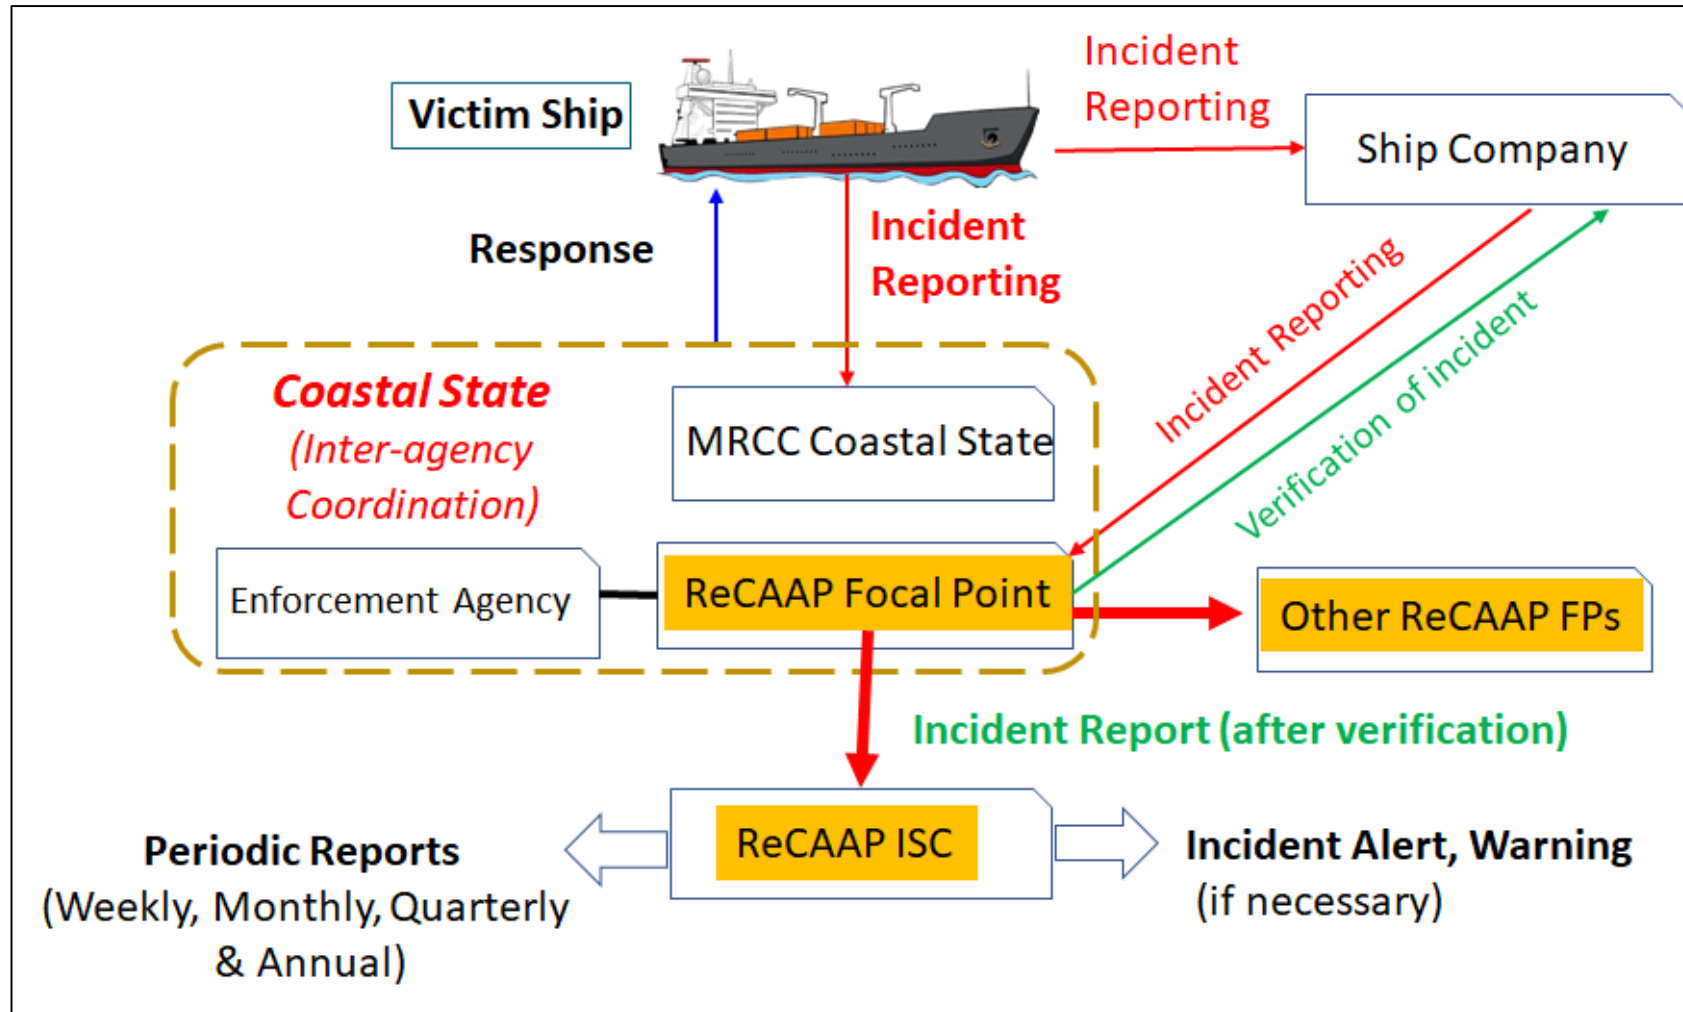 Incident
Reporting
Victim Ship
Ship Company
Response
Incident
Reporting
Incident Reporting
Verification of incident
Coastal State
(Inter-agency
Coordination)
MRCC Coastal State
Enforcement Agency
ReCAAP Focal Point
Other ReCAAP FPs
Incident Report (after verification)
ReCAAP ISC
Periodic Reports
(Weekly, Monthly, Quarterly
& Annual)
Incident Alert, Warning
(if necessary)